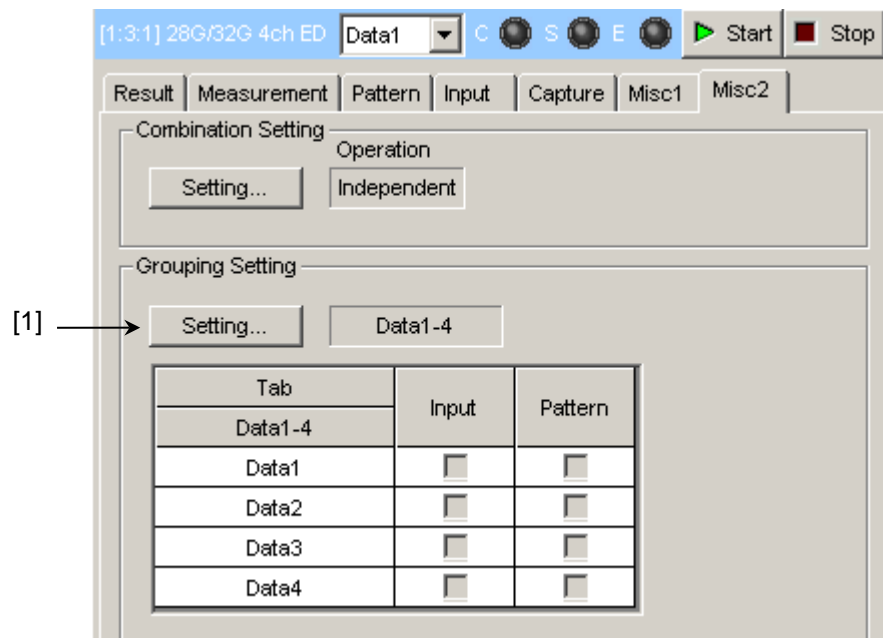 [1:3:1] 28G/32G 4ch ED Data1 C S E Start Stop
Result Measurement Pattern Input Capture Misc1 Misc2
Combination Setting
Operation
Setting... Independent
Grouping Setting
[1] Setting... Data1-4
Tab Input Pattern
Data1-4
Data1
Data2
Data3
Data4